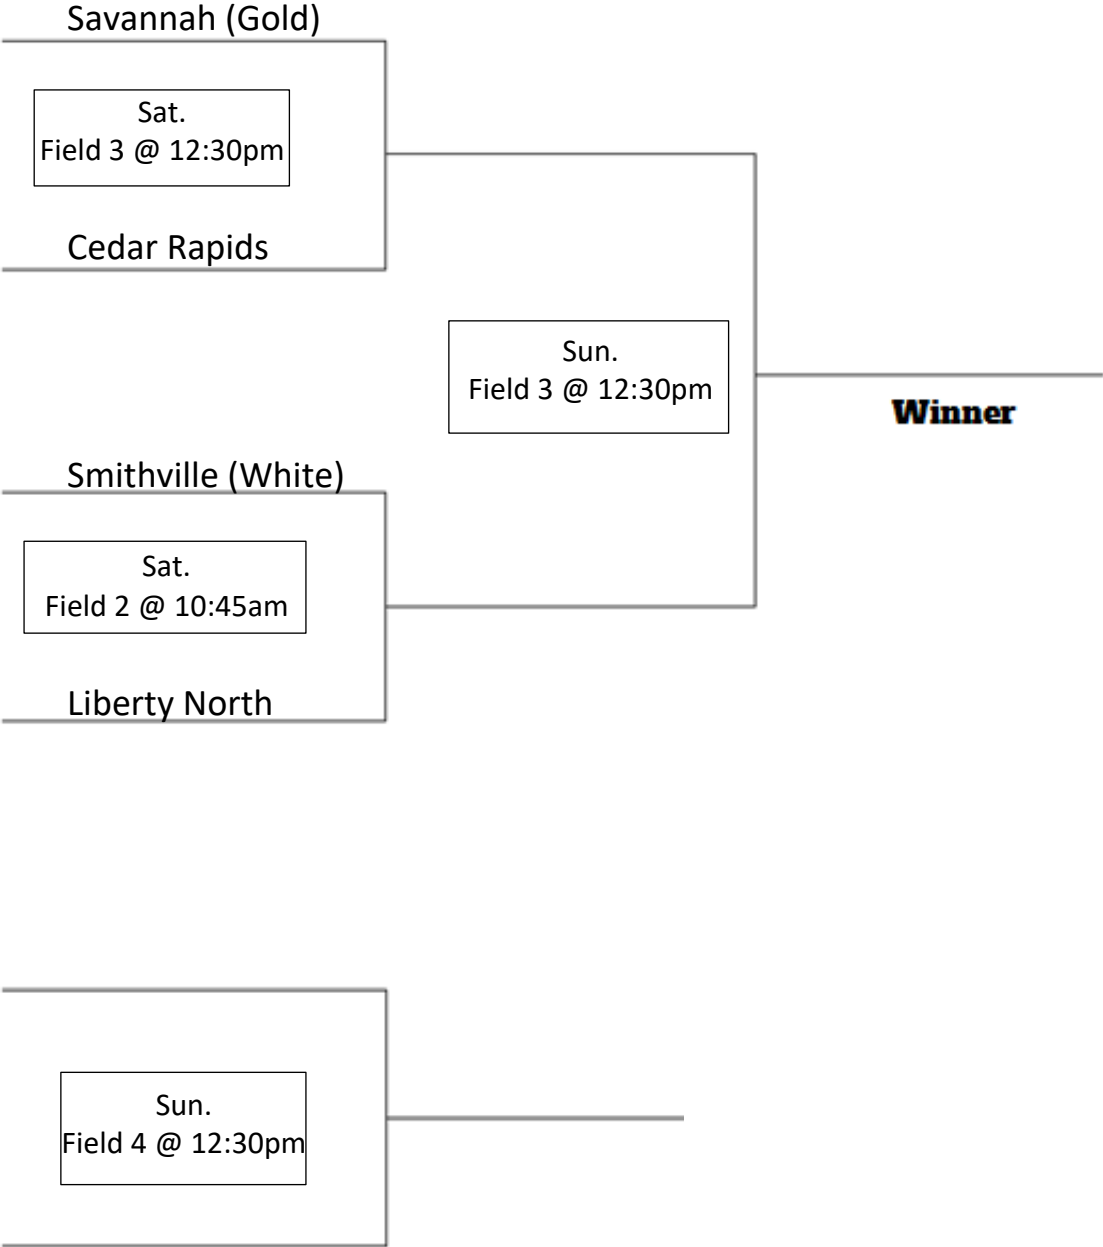 Savannah (Gold)
Sat.
Field 3 @ 12:30pm
Cedar Rapids
Sun.
Field 3 @ 12:30pm
Winner
Smithville (White)
Sat.
Field 2 @ 10:45am
Liberty North
Sun.
Field 4 @ 12:30pm